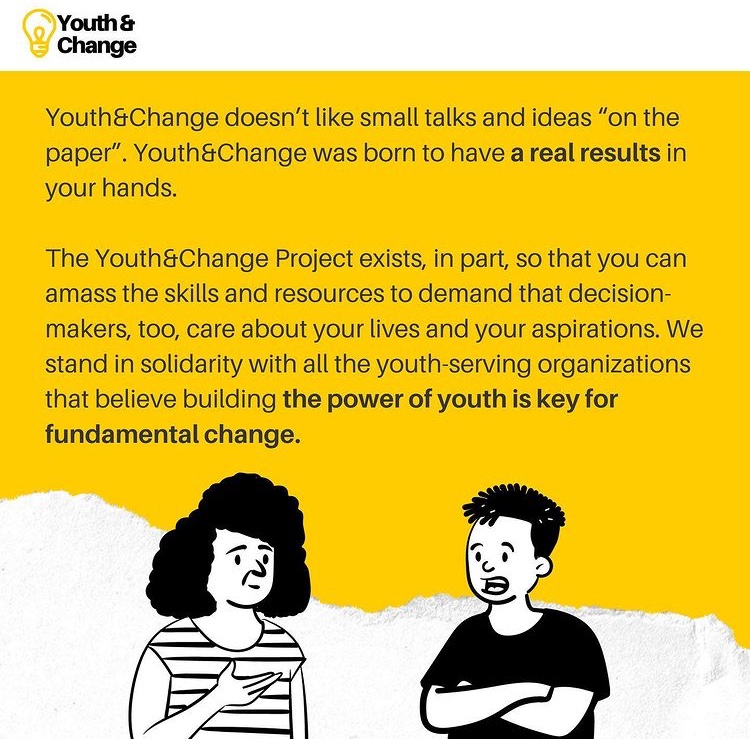 Youth &
Change
Youth&Change doesn’t like small talks and ideas “on the
paper”. Youth&Change was born to have a real results in
your hands.
The Youth&Change Project exists, in part, so that you can
amass the skills and resources to demand that decision-
makers, too, care about your lives and your aspirations. We
stand in solidarity with all the youth-serving organizations
that believe building the power of youth is key for
fundamental change.